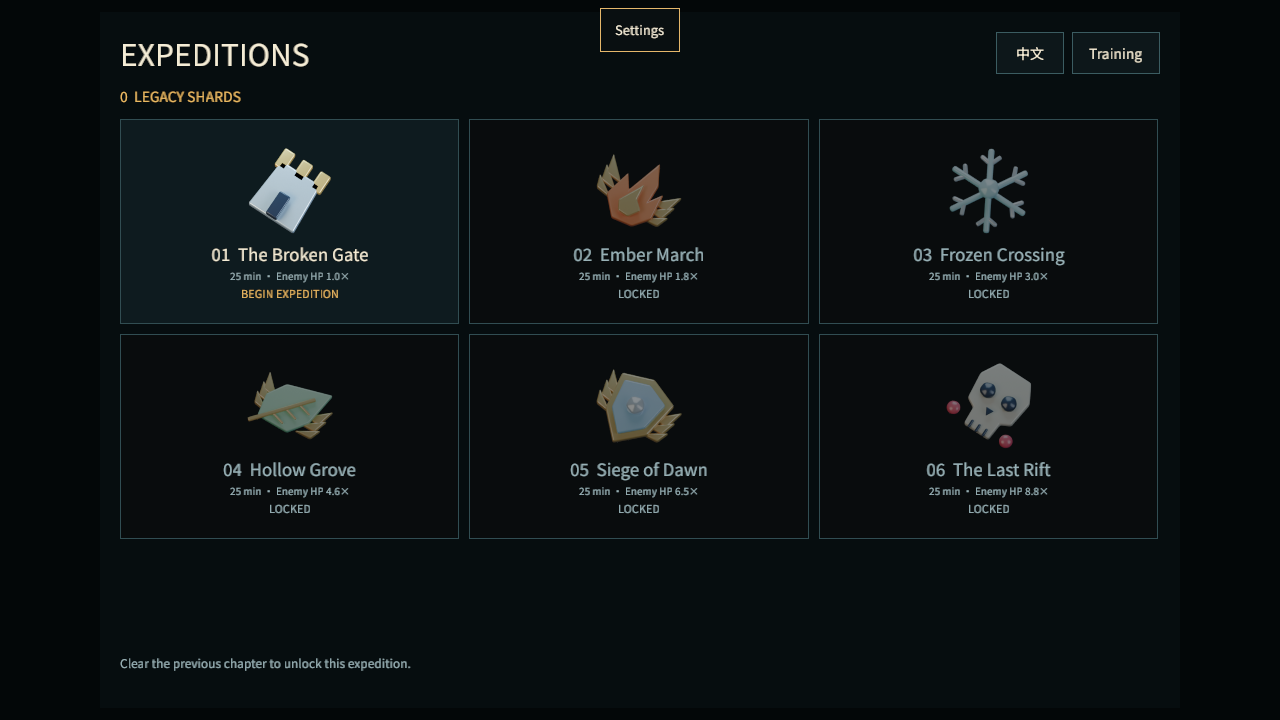 Settings
EXPEDITIONS
中文
Training
0 LEGACY SHARDS
01 The Broken Gate
25 min • Enemy HP 1.0×
BEGIN EXPEDITION
02 Ember March
25 min • Enemy HP 1.8×
LOCKED
03 Frozen Crossing
25 min • Enemy HP 3.0×
LOCKED
04 Hollow Grove
25 min • Enemy HP 4.6×
LOCKED
05 Siege of Dawn
25 min • Enemy HP 6.5×
LOCKED
06 The Last Rift
25 min • Enemy HP 8.8×
LOCKED
Clear the previous chapter to unlock this expedition.